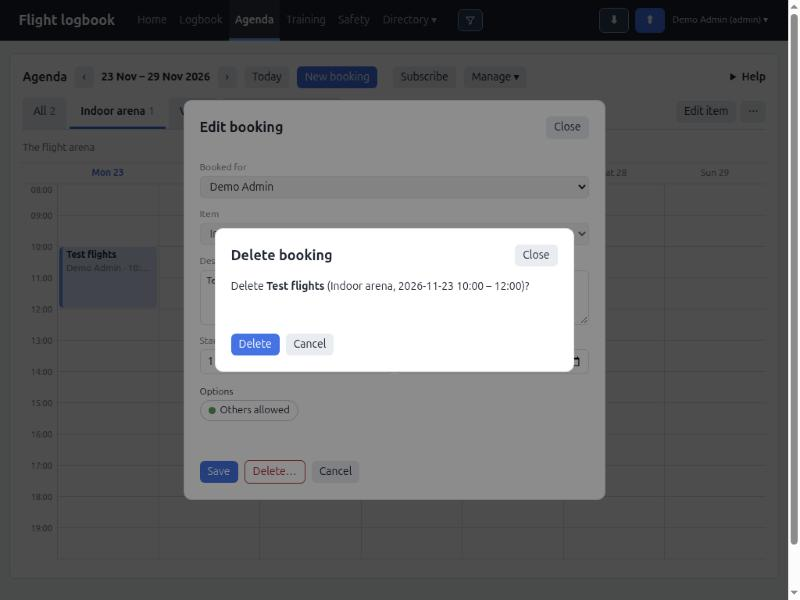 Flight logbook Home Logbook Agenda Training Safety Directory ▾ Demo Admin (admin) ▾
Agenda ‹ 23 Nov – 29 Nov 2026 › Today New booking Subscribe Manage ▾ ▸ Help
All 2 Indoor arena 1 Edit item ···
The flight arena
Mon 23 Sun 29
08:00
09:00
10:00
11:00
12:00
13:00
14:00
15:00
16:00
17:00
18:00
19:00
Test flights
Demo Admin · 10:…
Edit booking Close
Booked for
Demo Admin
Item
Delete booking Close
Delete Test flights (Indoor arena, 2026-11-23 10:00 – 12:00)?
Delete Cancel
Options
Others allowed
Save Delete… Cancel